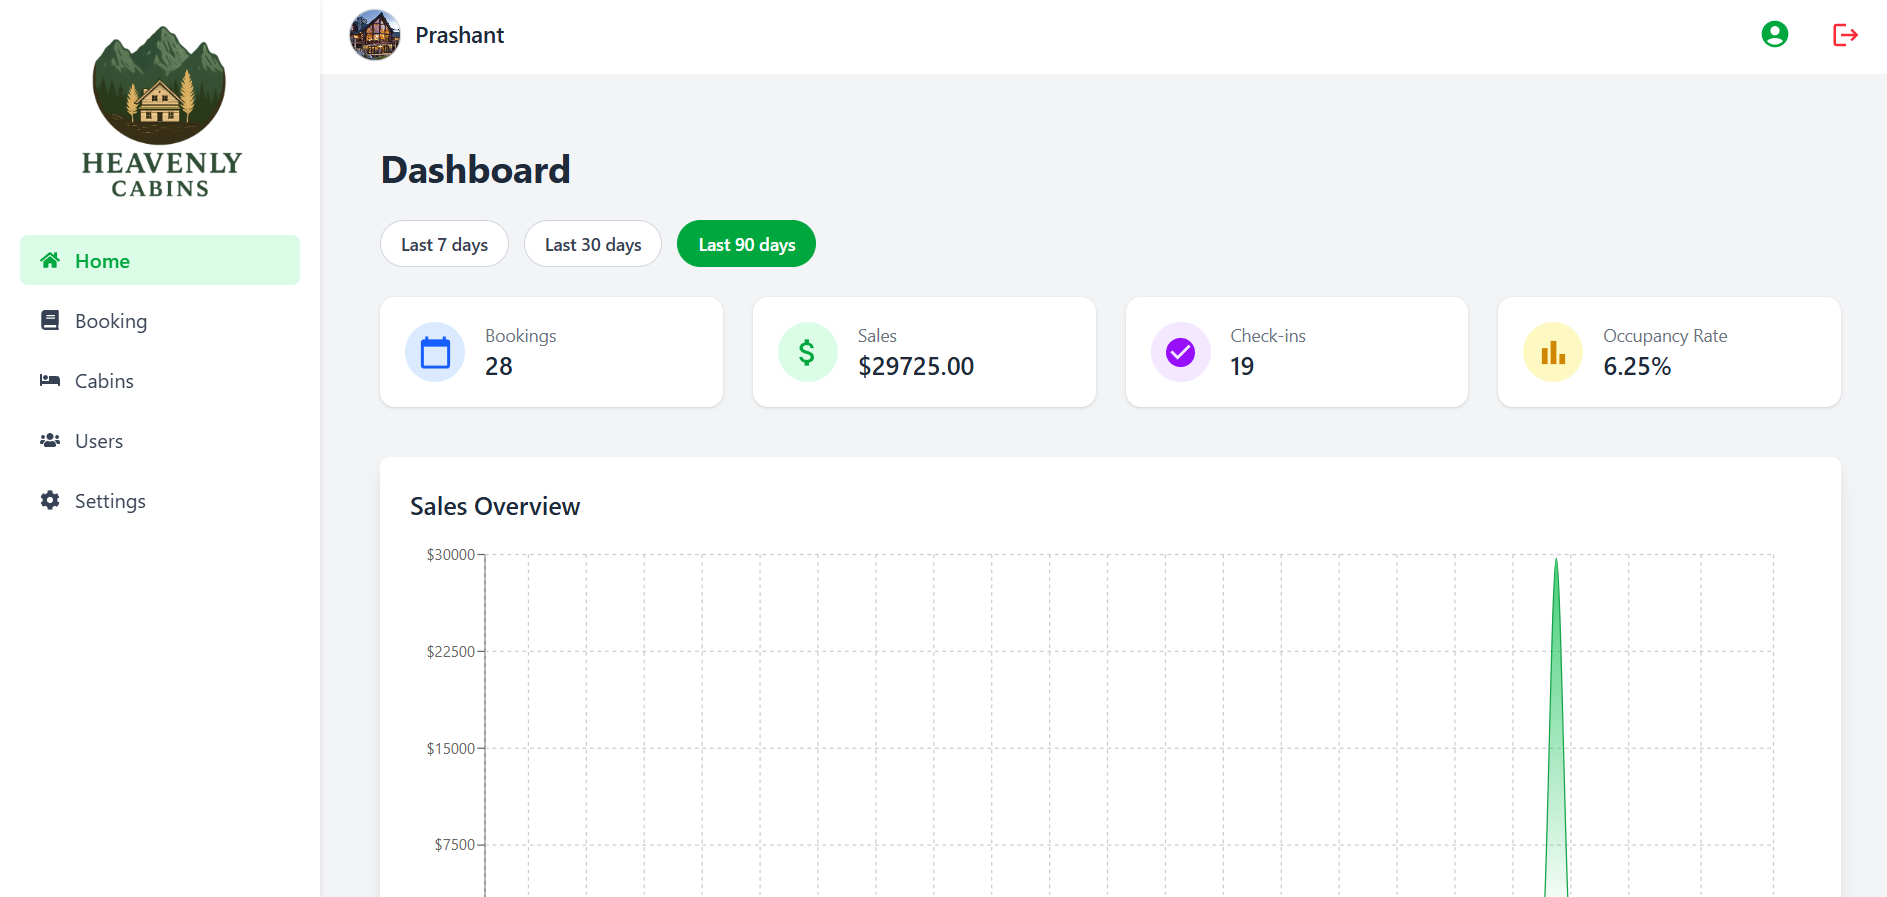 HEAVENLY
CABINS
Home
Booking
Cabins
Users
Settings
Prashant
Dashboard
Last 7 days
Last 30 days
Last 90 days
Bookings
28
Sales
$29725.00
Check-ins
19
Occupancy Rate
6.25%
Sales Overview
$30000
$22500
$15000
$7500